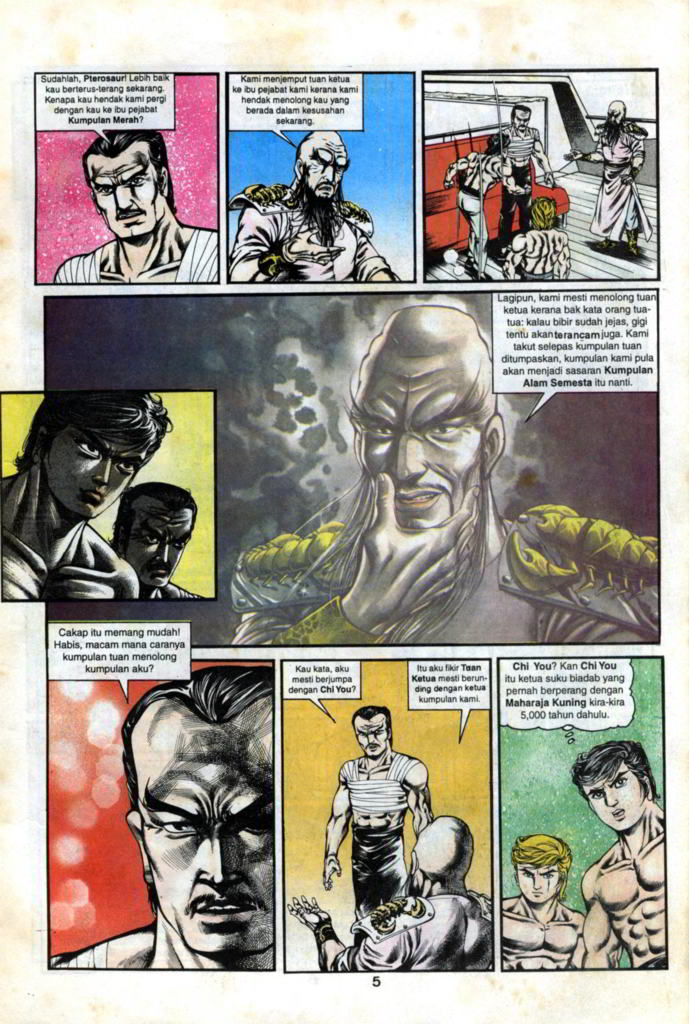 Sudahlah, Pterosaur! Lebih baik
kau berterus-terang sekarang.
Kenapa kau hendak kami pergi
dengan kau ke ibu pejabat
Kumpulan Merah?
Kami menjemput tuan ketua
ke ibu pejabat kami kerana kami
hendak menolong kau yang
berada dalam kesusahan
sekarang.
Lagipun, kami mesti menolong tuan
ketua kerana bak kata orang tua-
tua: kalau bibir sudah jejas, gigi
tentu akan terancam juga. Kami
takut selepas kumpulan tuan
ditumpaskan, kumpulan kami pula
akan menjadi sasaran Kumpulan
Alam Semesta itu nanti.
Cakap itu memang mudah!
Habis, macam mana caranya
kumpulan tuan menolong
kumpulan aku?
Kau kata, aku
mesti berjumpa
dengan Chi You?
Itu aku fikir Tuan
Ketua mesti berun-
ding dengan ketua
kumpulan kami.
Chi You? Kan Chi You
itu ketua suku biadab yang
pernah berperang dengan
Maharaja Kuning kira-kira
5,000 tahun dahulu.
5